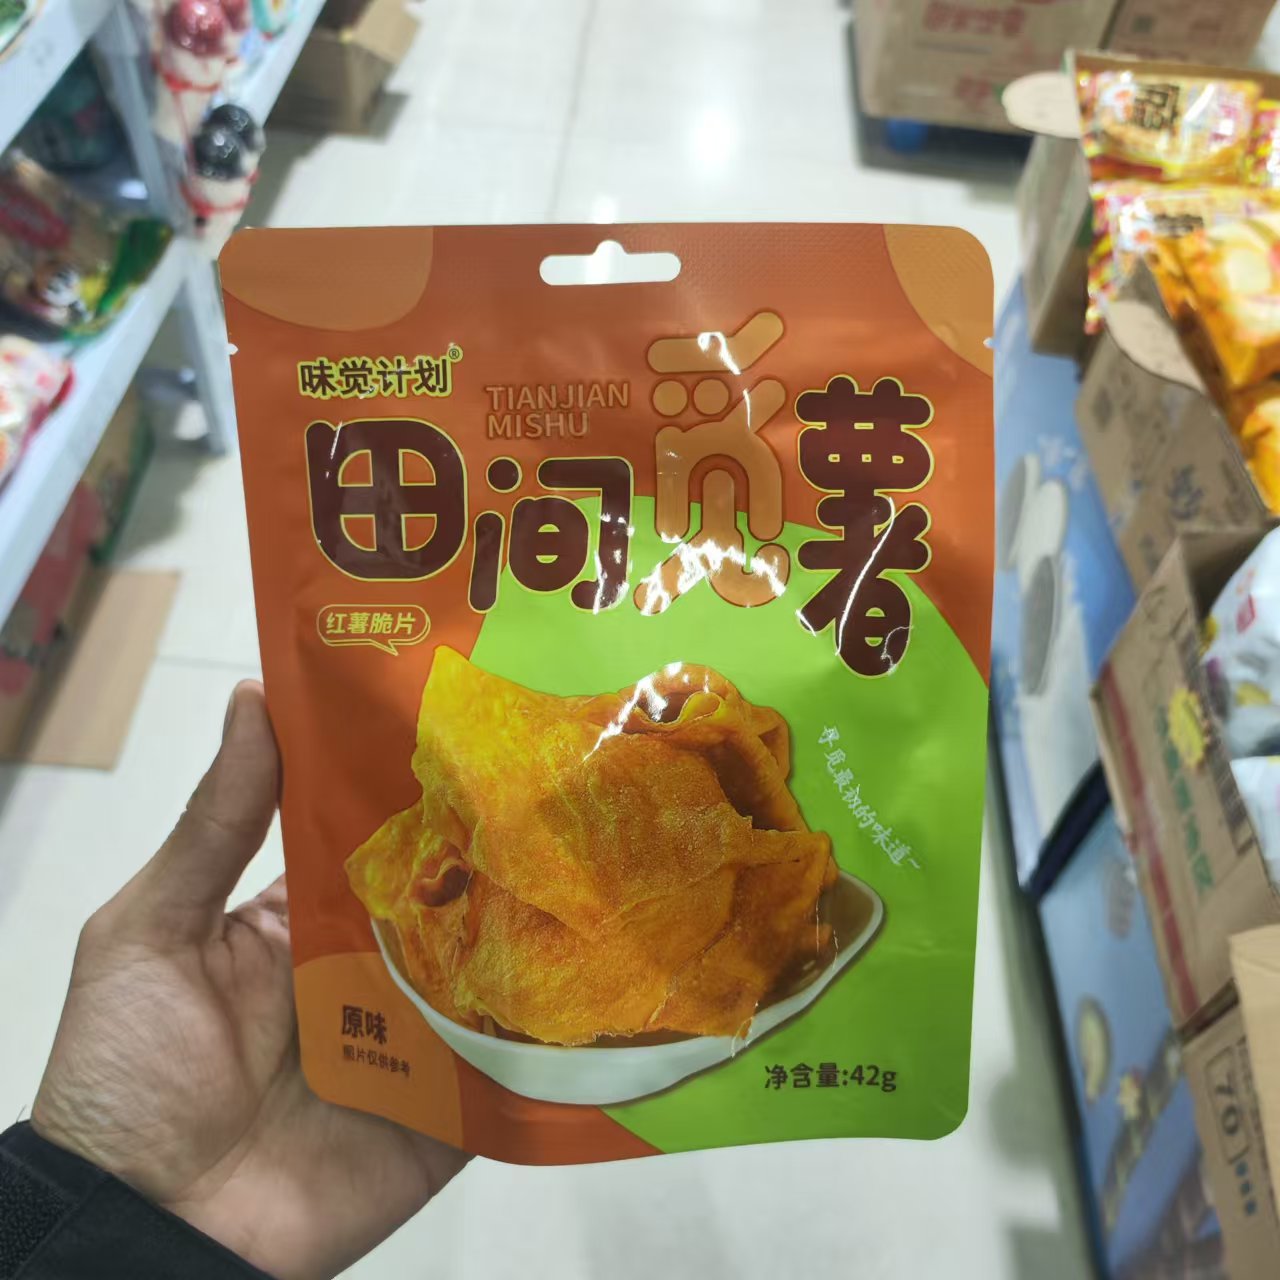 味觉计划®
TIANJIAN
MISHU
田间觅薯
红薯脆片
寻觅最初的味道~
原味
照片仅供参考
净含量:42g